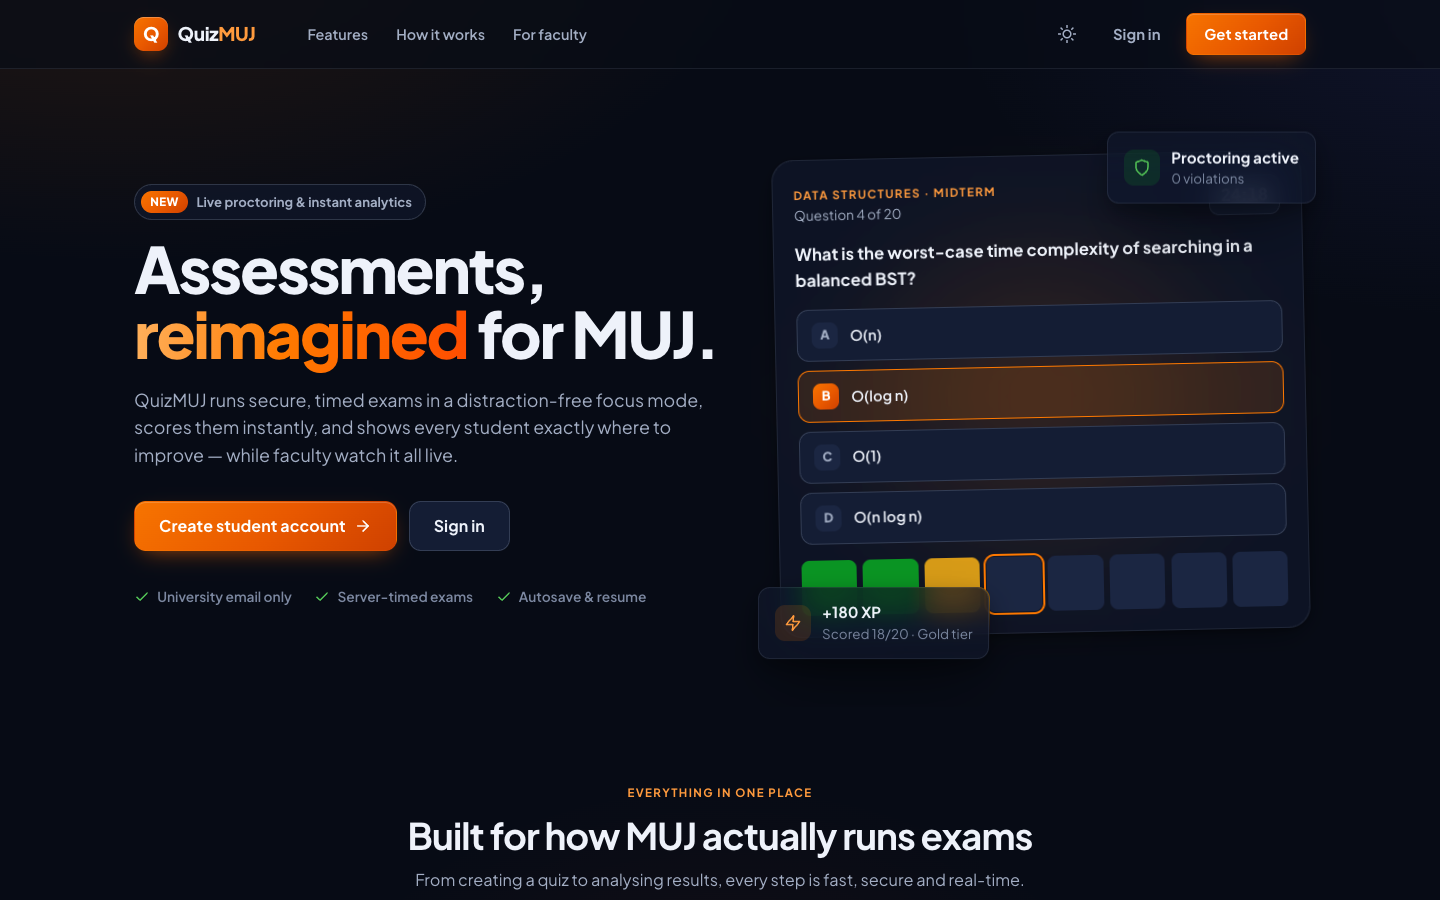 Q QuizMUJ Features How it works For faculty Sign in Get started
NEW Live proctoring & instant analytics
Assessments,
reimagined for MUJ.
QuizMUJ runs secure, timed exams in a distraction-free focus mode,
scores them instantly, and shows every student exactly where to
improve — while faculty watch it all live.
Create student account → Sign in
University email only Server-timed exams Autosave & resume
Proctoring active
0 violations
DATA STRUCTURES · MIDTERM
Question 4 of 20
What is the worst-case time complexity of searching in a
balanced BST?
A O(n)
B O(log n)
C O(1)
D O(n log n)
+180 XP
Scored 18/20 · Gold tier
EVERYTHING IN ONE PLACE
Built for how MUJ actually runs exams
From creating a quiz to analysing results, every step is fast, secure and real-time.